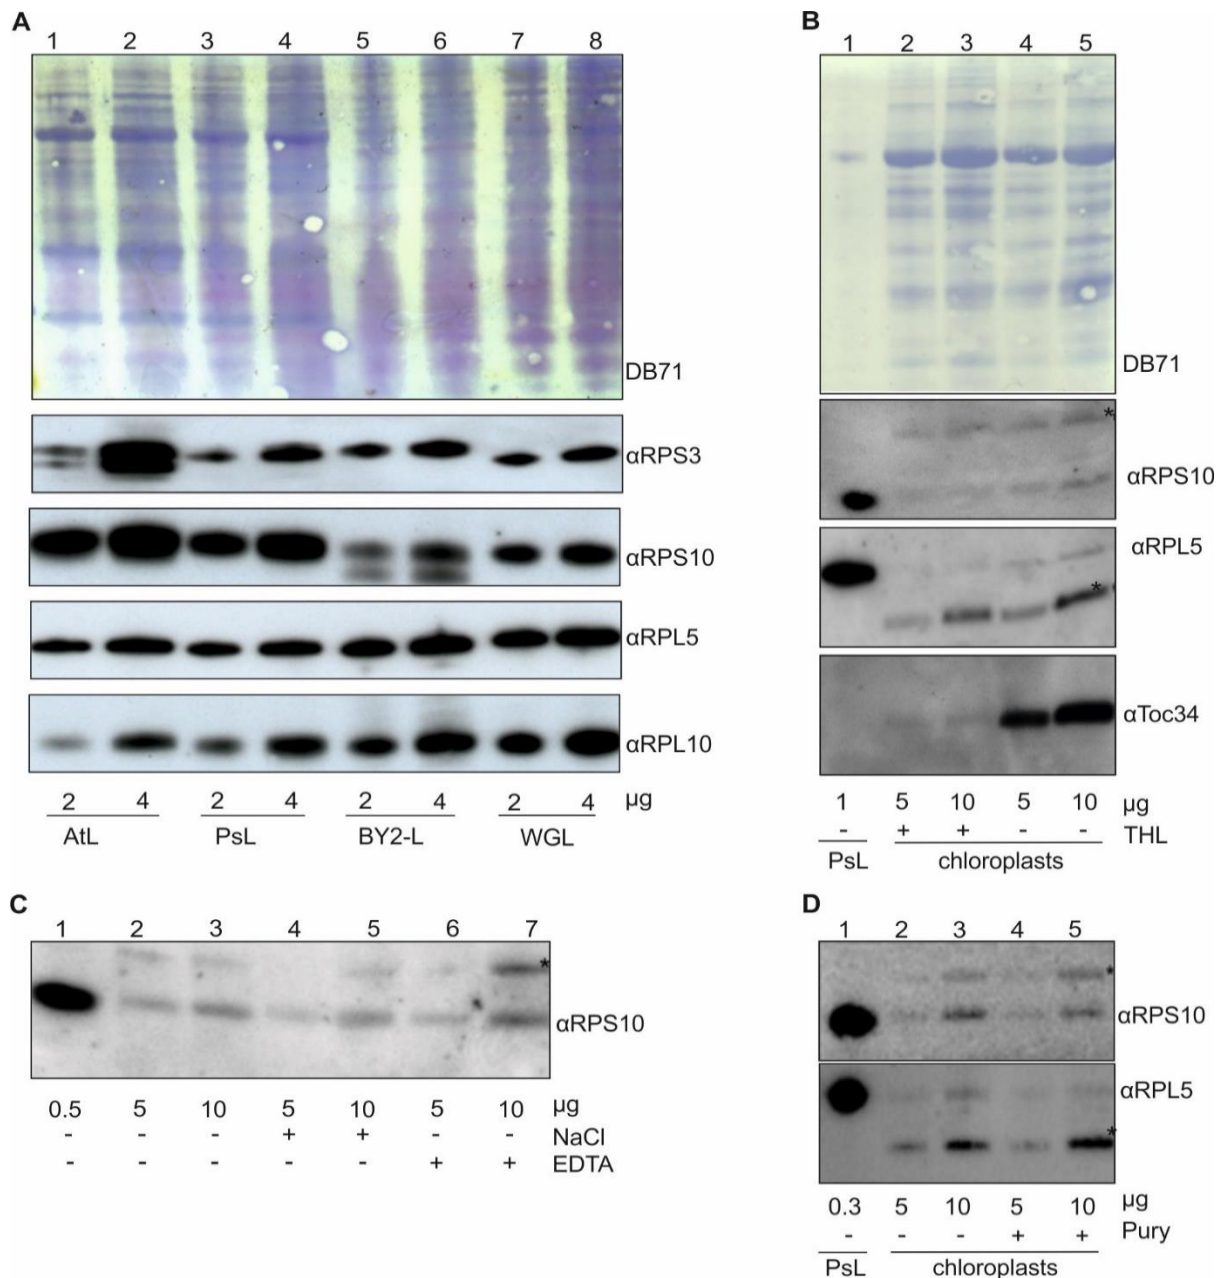 A
1 2 3 4 5 6 7 8
DB71
αRPS3
αRPS10
αRPL5
αRPL10
2 4 2 4 2 4 2 4 µg
AtL PsL BY2-L WGL
B
1 2 3 4 5
DB71
*
αRPS10
αRPL5
*
αToc34
1 5 10 5 10 µg
- + + - - THL
PsL chloroplasts
C
1 2 3 4 5 6 7
*
αRPS10
0.5 5 10 5 10 5 10 µg
- - - + + - - NaCl
- - - - - + + EDTA
D
1 2 3 4 5
*
αRPS10
αRPL5
*
0.3 5 10 5 10 µg
- - - + + Pury
PsL chloroplasts